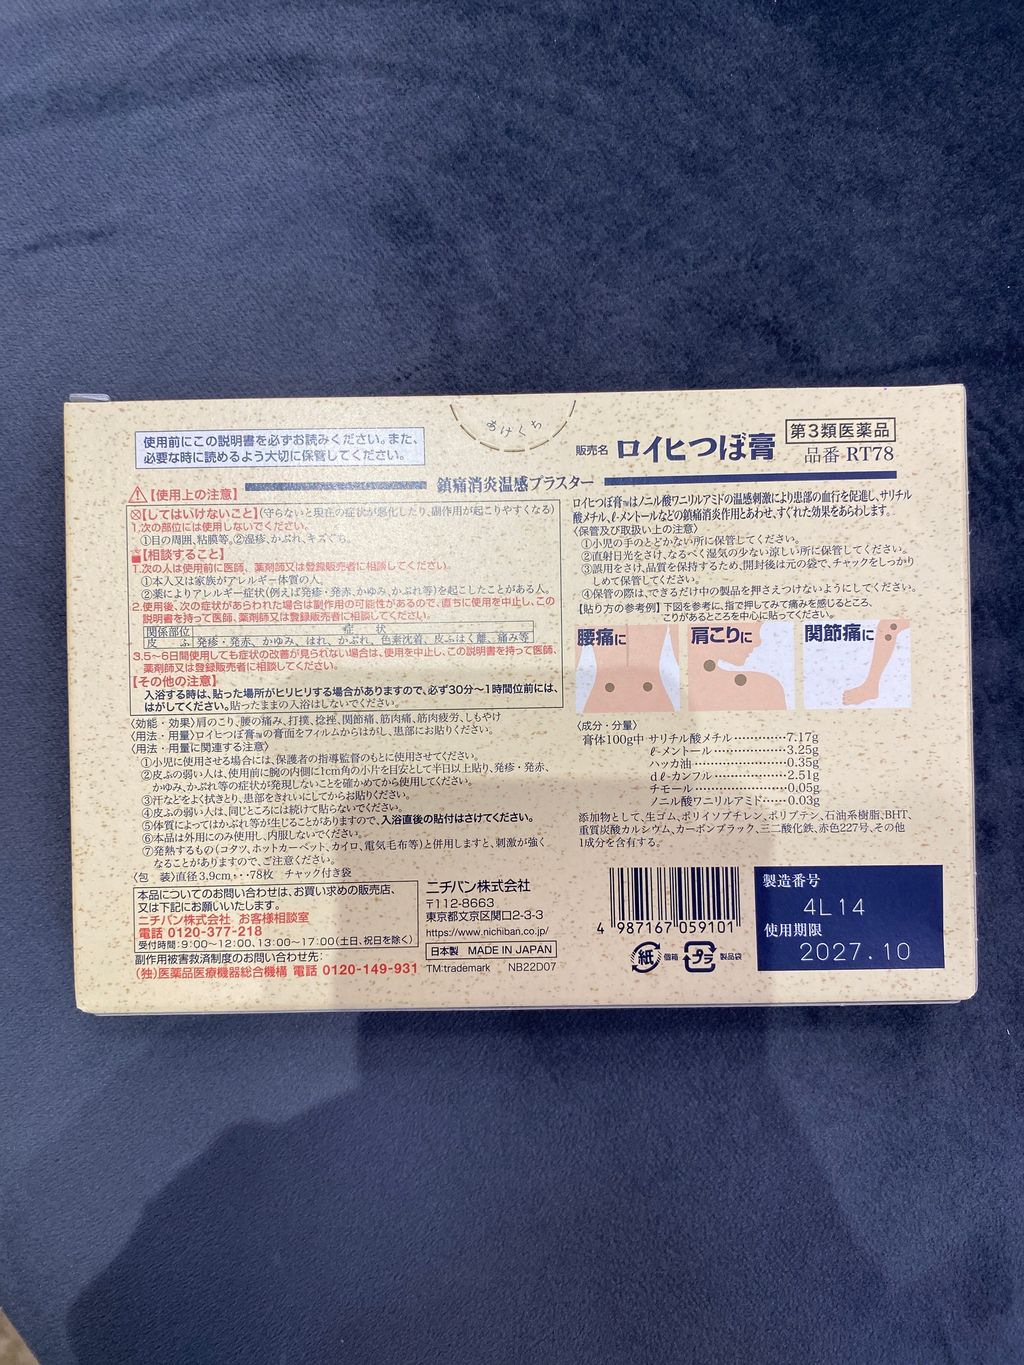 あけくち
使用前にこの説明書を必ずお読みください。また、
必要な時に読めるよう大切に保管してください。
販売名 ロイヒつぼ膏
第3類医薬品
品番 RT78
鎮痛消炎温感プラスター
⚠【使用上の注意】
⊗【してはいけないこと】(守らないと現在の症状が悪化したり、副作用が起こりやすくなる)
1.次の部位には使用しないでください。
①目の周囲、粘膜等。②湿疹、かぶれ、キズぐち。
【相談すること】
1.次の人は使用前に医師、薬剤師又は登録販売者に相談してください。
①本人又は家族がアレルギー体質の人。
②薬によりアレルギー症状(例えば発疹・発赤、かゆみ、かぶれ等)を起こしたことがある人。
2.使用後、次の症状があらわれた場合は副作用の可能性があるので、直ちに使用を中止し、この
説明書を持って医師、薬剤師又は登録販売者に相談してください。
関係部位 症 状
皮 ふ 発疹・発赤、かゆみ、はれ、かぶれ、色素沈着、皮ふはく離、痛み等
3.5～6日間使用しても症状の改善が見られない場合は、使用を中止し、この説明書を持って医師、
薬剤師又は登録販売者に相談してください。
【その他の注意】
入浴する時は、貼った場所がヒリヒリする場合がありますので、必ず30分～1時間位前には、
はがしてください。貼ったままの入浴はしないでください。
〈効能・効果〉肩のこり、腰の痛み、打撲、捻挫、関節痛、筋肉痛、筋肉疲労、しもやけ
〈用法・用量〉ロイヒつぼ膏TMの膏面をフィルムからはがし、患部にお貼りください。
〈用法・用量に関連する注意〉
①小児に使用させる場合には、保護者の指導監督のもとに使用させてください。
②皮ふの弱い人は、使用前に腕の内側に1cm角の小片を目安として半日以上貼り、発疹・発赤、
かゆみ、かぶれ等の症状が発現しないことを確かめてから使用してください。
③汗などをよく拭きとり、患部をきれいにしてからお貼りください。
④皮ふの弱い人は、同じところには続けて貼らないでください。
⑤体質によってはかぶれ等が生じることがありますので、入浴直後の貼付はさけてください。
⑥本品は外用にのみ使用し、内服しないでください。
⑦発熱するもの(コタツ、ホットカーペット、カイロ、電気毛布等)と併用しますと、刺激が強く
なることがありますので、ご注意ください。
〈包 装〉直径3.9cm・・・78枚 チャック付き袋
本品についてのお問い合わせは、お買い求めの販売店、
又は下記にお願いいたします。
ニチバン株式会社 お客様相談室
電話 0120-377-218
受付時間:9:00～12:00、13:00～17:00(土日、祝日を除く)
副作用被害救済制度のお問い合わせ先:
(独)医薬品医療機器総合機構 電話 0120-149-931
ニチバン株式会社
〒112-8663
東京都文京区関口2-3-3
https://www.nichiban.co.jp/
日本製 MADE IN JAPAN
TM:trademark NB22D07
ロイヒつぼ膏TMはノニル酸ワニリルアミドの温感刺激により患部の血行を促進し、サリチル
酸メチル、ℓ-メントールなどの鎮痛消炎作用とあわせ、すぐれた効果をあらわします。
〈保管及び取扱い上の注意〉
①小児の手のとどかない所に保管してください。
②直射日光をさけ、なるべく湿気の少ない涼しい所に保管してください。
③誤用をさけ、品質を保持するため、開封後は元の袋で、チャックをしっかり
しめて保管してください。
④保管の際は、できるだけ中の製品を押さえつけないようにしてください。
【貼り方の参考例】下図を参考に、指で押してみて痛みを感じるところ、
こりがあるところを中心に貼ってください。
腰痛に
肩こりに
関節痛に
〈成分・分量〉
膏体100g中 サリチル酸メチル…………7.17g
ℓ-メントール…………3.25g
ハッカ油…………0.35g
dℓ-カンフル…………2.51g
チモール…………0.05g
ノニル酸ワニリルアミド……0.03g
添加物として、生ゴム、ポリイソブチレン、ポリブテン、石油系樹脂、BHT、
重質炭酸カルシウム、カーボンブラック、三二酸化鉄、赤色227号、その他
1成分を含有する。
4 987167 059101
紙 個箱 プラ 製品袋
製造番号
4L14
使用期限
2027.10